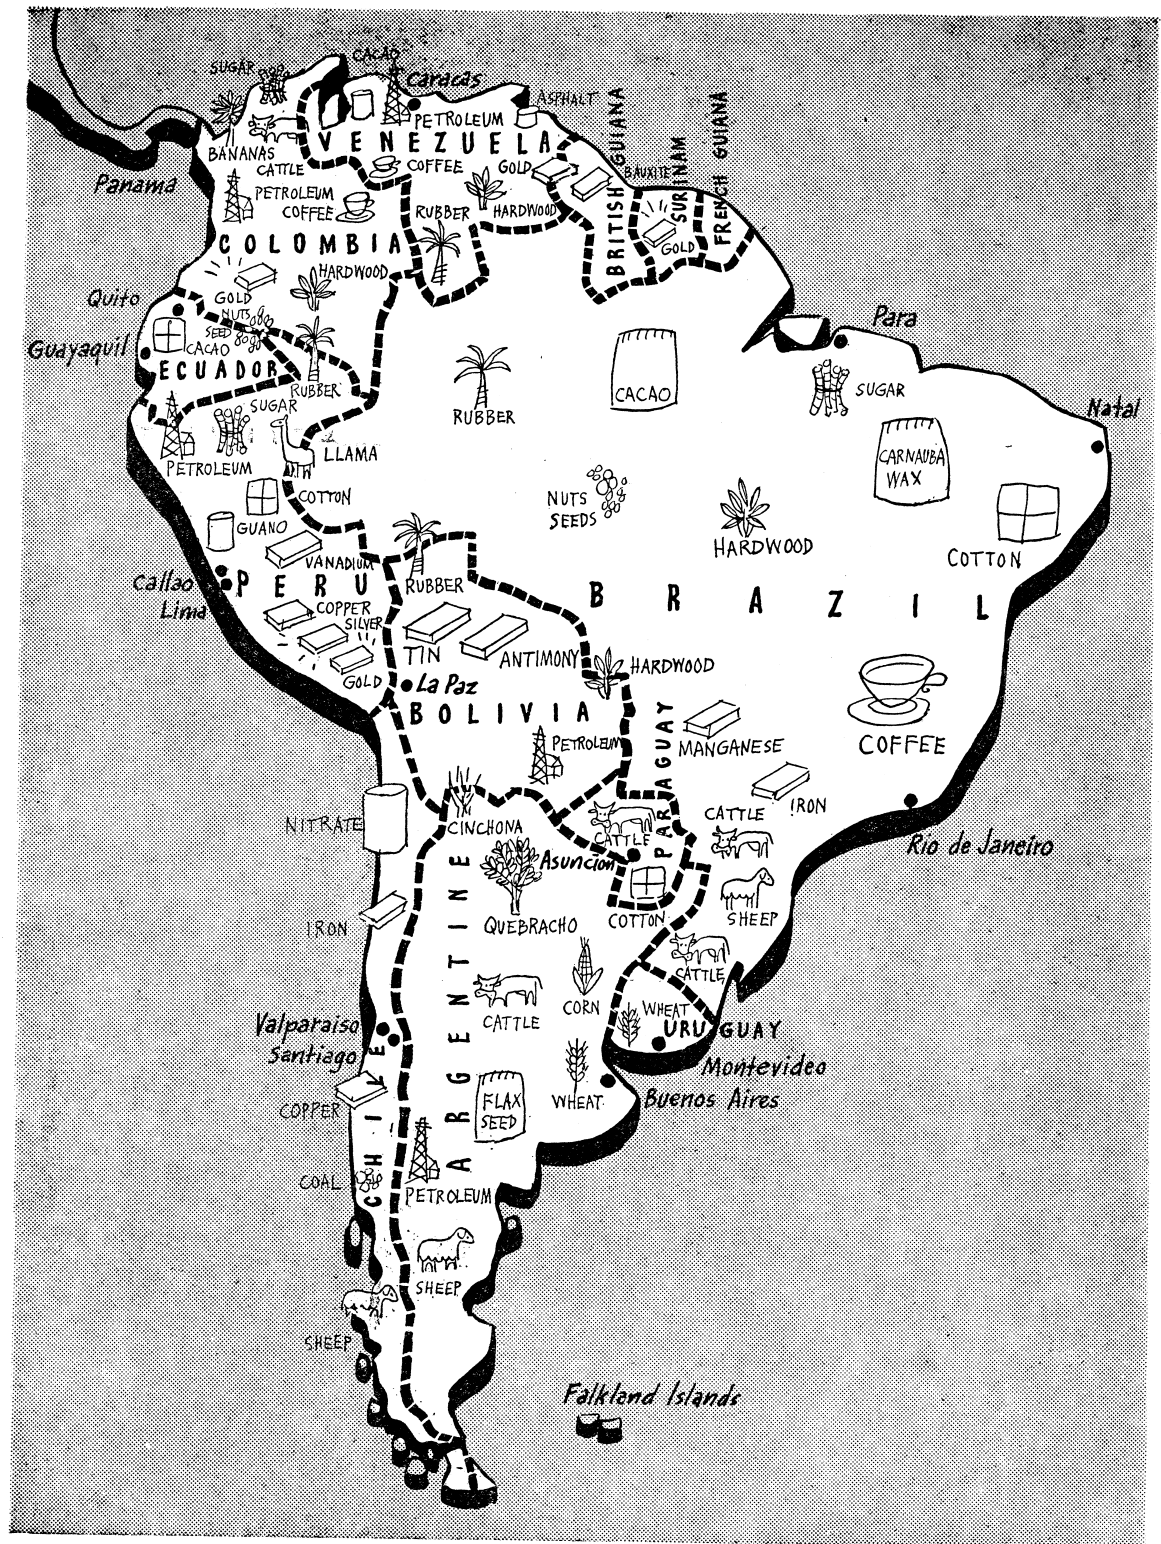 CACAO
SUGAR
Caracas
ASPHALT
PETROLEUM
VENEZUELA
BANANAS
CATTLE
COFFEE
GOLD
BAUXITE
BRITISH GUIANA
SURINAM
FRENCH GUIANA
Panama
PETROLEUM
COFFEE
RUBBER
HARDWOOD
GOLD
COLOMBIA
HARDWOOD
GOLD
Quito
NUTS
SEED
Guayaquil
CACAO
ECUADOR
RUBBER
Para
RUBBER
CACAO
SUGAR
Natal
SUGAR
PETROLEUM
LLAMA
CARNAUBA
WAX
COTTON
GUANO
NUTS
SEEDS
HARDWOOD
COTTON
VANADIUM
Callao
Lima
PERU
RUBBER
BRAZIL
COPPER
SILVER
GOLD
TIN
ANTIMONY
HARDWOOD
La Paz
BOLIVIA
PETROLEUM
PARAGUAY
MANGANESE
COFFEE
IRON
NITRATE
CINCHONA
CATTLE
CATTLE
Rio de Janeiro
Asuncion
QUEBRACHO
COTTON
SHEEP
IRON
ARGENTINE
CATTLE
CORN
CATTLE
WHEAT
URUGUAY
Valparaiso
Santiago
CHILE
Montevideo
Buenos Aires
COPPER
FLAX
SEED
WHEAT
COAL
PETROLEUM
SHEEP
SHEEP
Falkland Islands